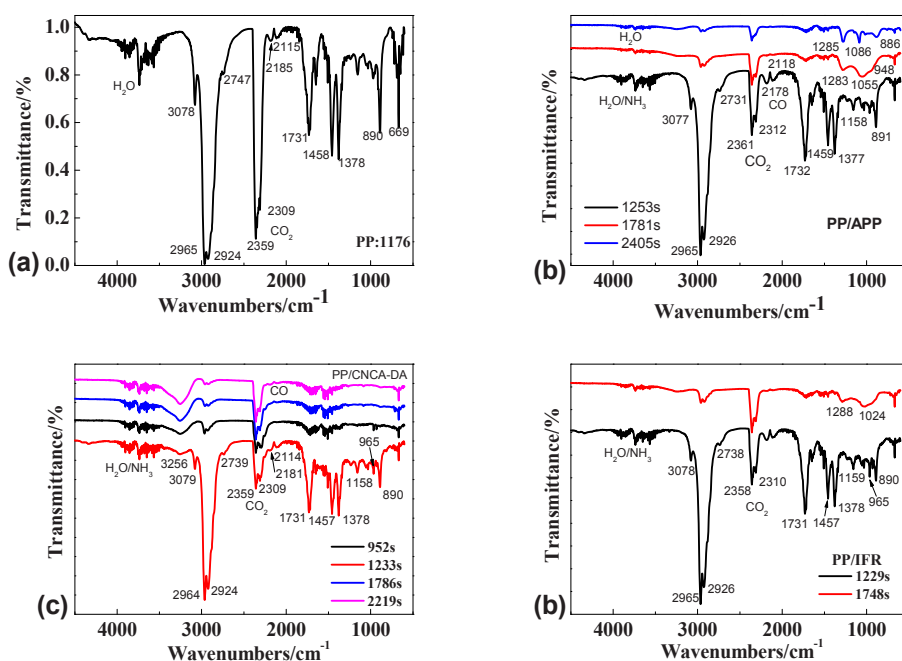 1.0
0.8
0.6
0.4
0.2
0.0
Transmittance/%
H2O
3078
2747
2185
2115
1731
1458
1378
890
669
2309
CO2
2359
2965
2924
PP:1176
(a)
4000 3000 2000 1000
Wavenumbers/cm-1
Transmittance/%
H2O
1285
1086
886
2118
1283
1055
948
H2O/NH3
3077
2731
2178
CO
2361
2312
CO2
1158
1732
1459
1377
891
1253s
1781s
2405s
PP/APP
2965
2926
(b)
4000 3000 2000 1000
Wavenumbers/cm-1
Transmittance/%
PP/CNCA-DA
CO
H2O/NH3
3256
3079
2739
2114
2181
965
2359
2309
CO2
1158
890
1731
1457
1378
2964
2924
952s
1233s
1786s
2219s
(c)
4000 3000 2000 1000
Wavenumbers/cm-1
Transmittance/%
1288
1024
H2O/NH3
3078
2738
2358
2310
CO2
1159
890
965
1731
1457
1378
PP/IFR
1229s
1748s
2965
2926
(b)
4000 3000 2000 1000
Wavenumbers/cm-1